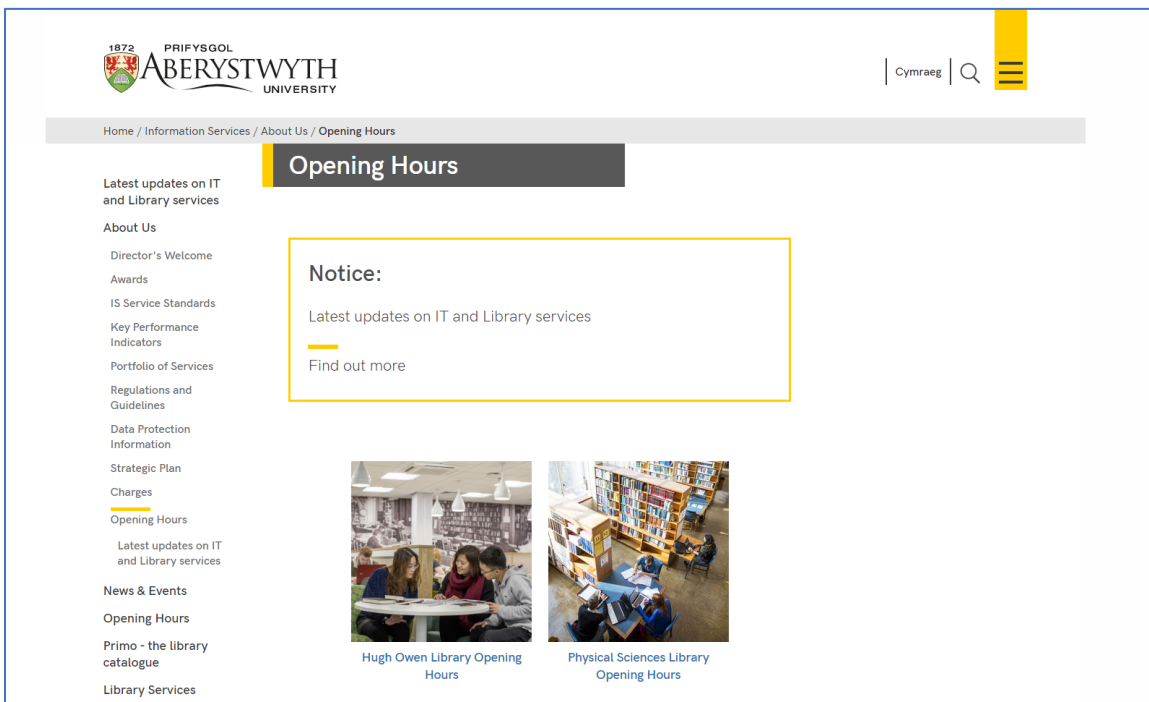 1872 PRIFYSGOL
ABERYSTWYTH
UNIVERSITY
Cymraeg
Home / Information Services / About Us / Opening Hours
Opening Hours
Latest updates on IT
and Library services
About Us
Director's Welcome
Awards
IS Service Standards
Key Performance
Indicators
Portfolio of Services
Regulations and
Guidelines
Data Protection
Information
Strategic Plan
Charges
Opening Hours
Latest updates on IT
and Library services
News & Events
Opening Hours
Primo - the library
catalogue
Library Services
Notice:
Latest updates on IT and Library services
Find out more
Hugh Owen Library Opening
Hours
Physical Sciences Library
Opening Hours